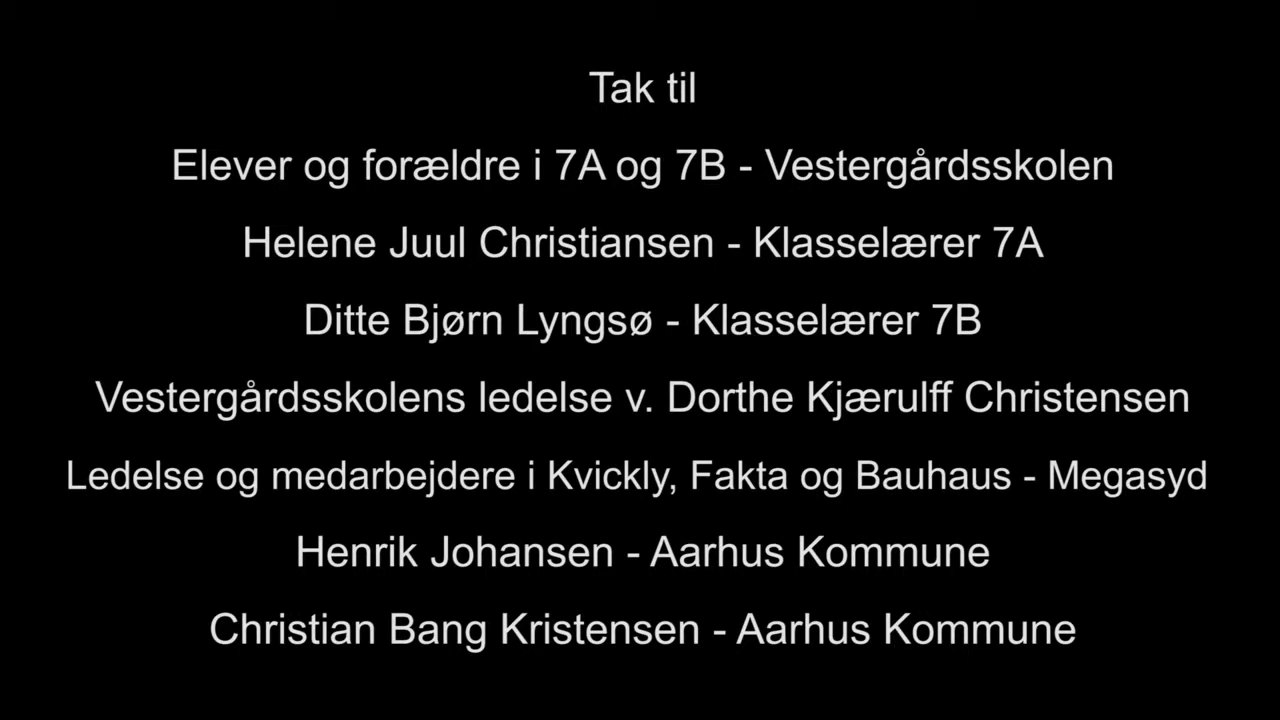 Tak til
Elever og forældre i 7A og 7B - Vestergårdsskolen
Helene Juul Christiansen - Klasselærer 7A
Ditte Bjørn Lyngsø - Klasselærer 7B
Vestergårdsskolens ledelse v. Dorthe Kjærulff Christensen
Ledelse og medarbejdere i Kvickly, Fakta og Bauhaus - Megasyd
Henrik Johansen - Aarhus Kommune
Christian Bang Kristensen - Aarhus Kommune